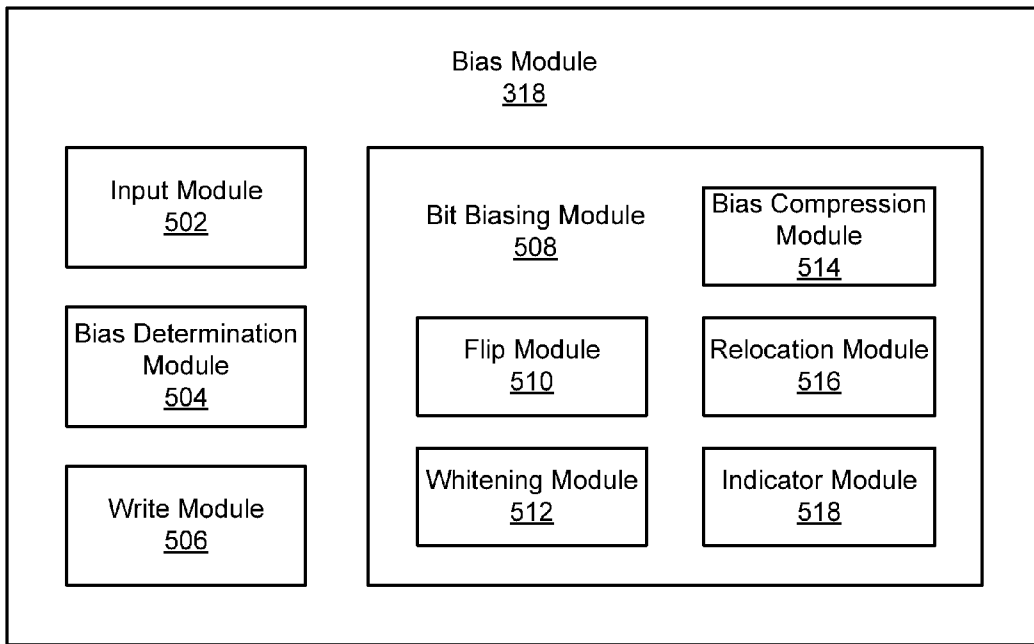 Bias Module
318
Input Module
502
Bias Determination
Module
504
Write Module
506
Bit Biasing Module
508
Bias Compression
Module
514
Flip Module
510
Relocation Module
516
Whitening Module
512
Indicator Module
518